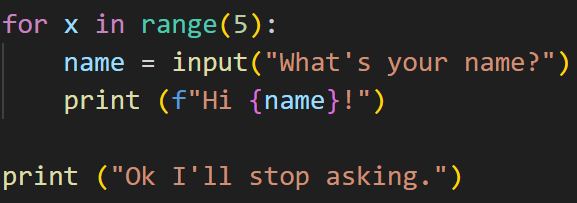 for x in range(5):
    name = input("What's your name?")
    print (f"Hi {name}!")
print ("Ok I'll stop asking.")